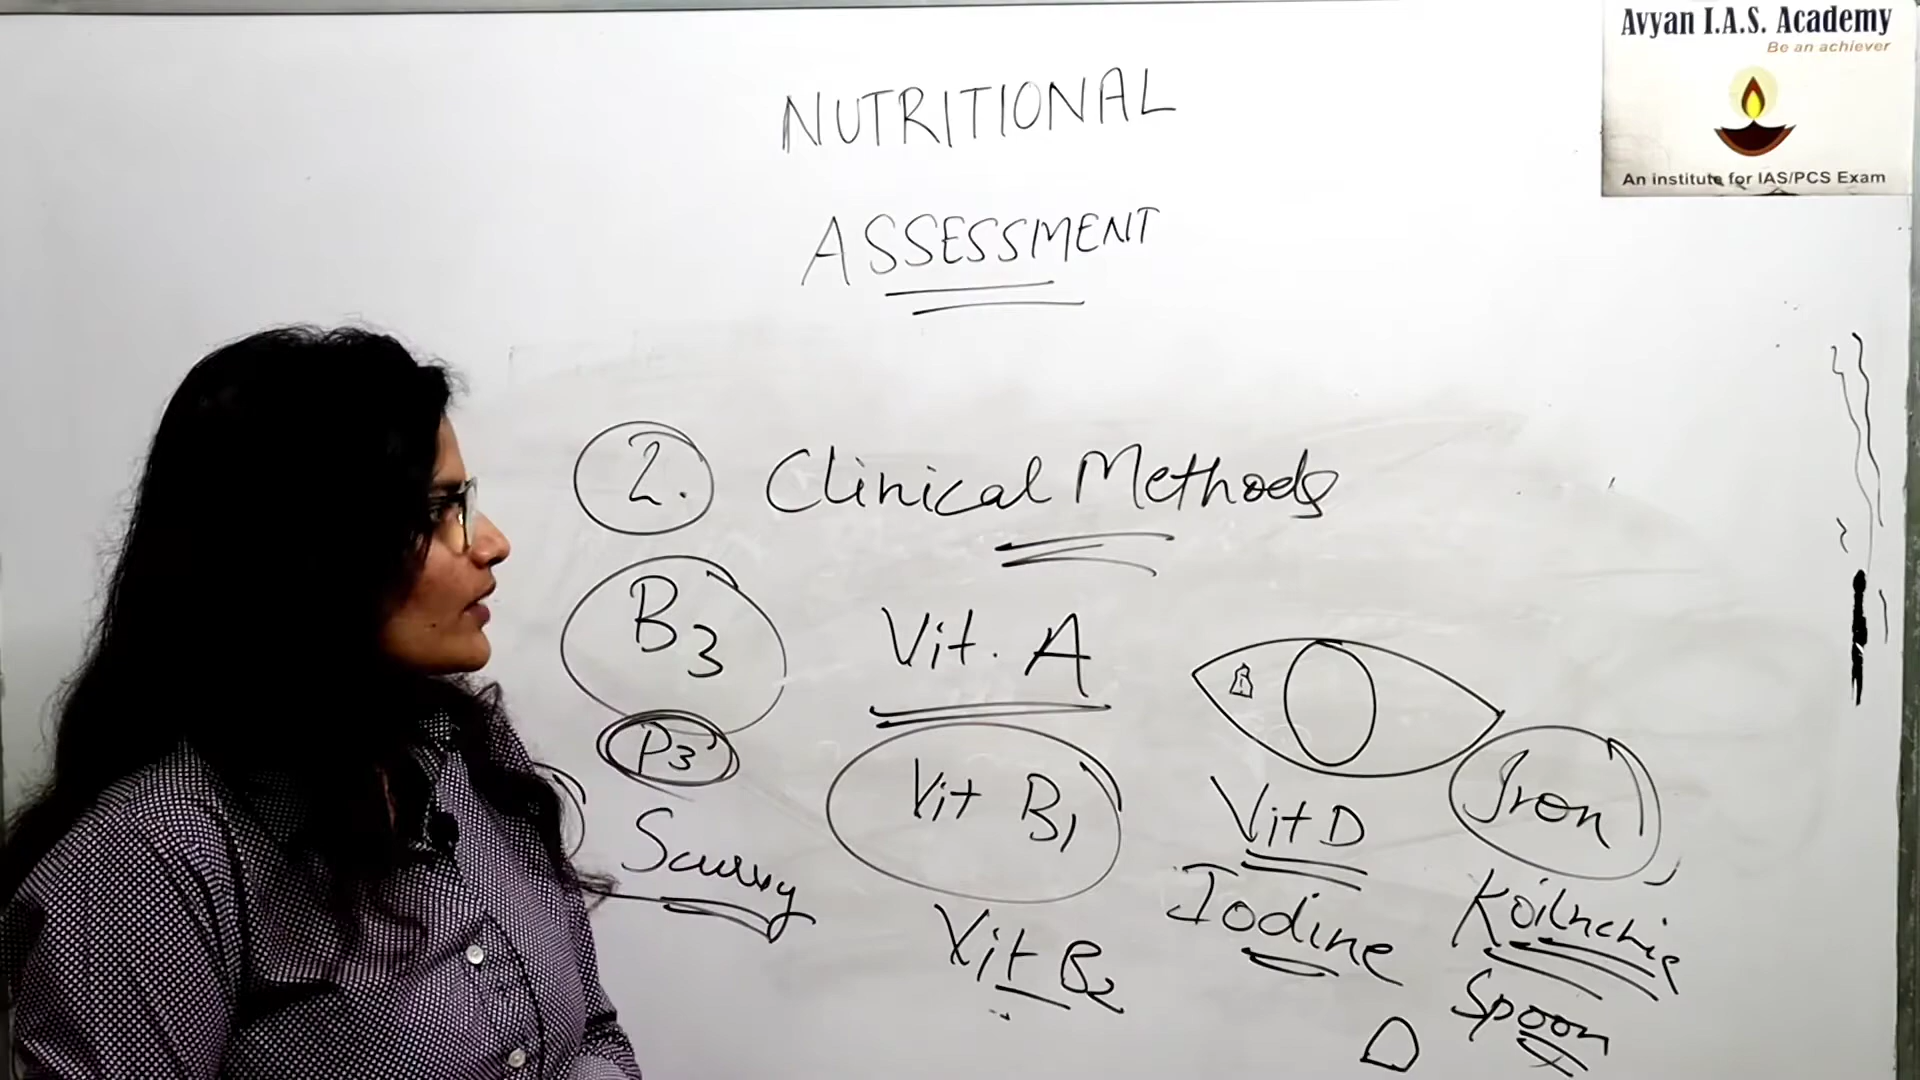 Avyan I.A.S. Academy
Be an achiever
An institute for IAS/PCS Exam
NUTRITIONAL
ASSESSMENT
2. Clinical Methods
B3
Vit. A
P3
Vit B1
Vit D
Iron
Scurvy
Vit B2
Iodine
Koilnchie
Spoon